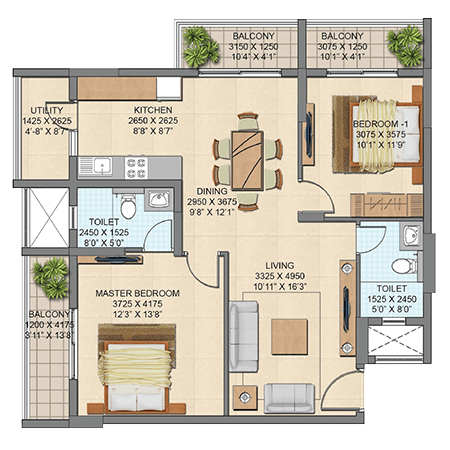 BALCONY
3150 X 1250
10'4" X 4'1"
BALCONY
3075 X 1250
10'1" X 4'1"
UTILITY
1425 X 2625
4'-8" X 8'7"
KITCHEN
2650 X 2625
8'8" X 8'7"
BEDROOM -1
3075 X 3575
10'1" X 11'9"
DINING
2950 X 3675
9'8" X 12'1"
TOILET
2450 X 1525
8'0" X 5'0"
LIVING
3325 X 4950
10'11" X 16'3"
TOILET
1525 X 2450
5'0" X 8'0"
MASTER BEDROOM
3725 X 4175
12'3" X 13'8"
BALCONY
1200 X 4175
3'11" X 13'8"